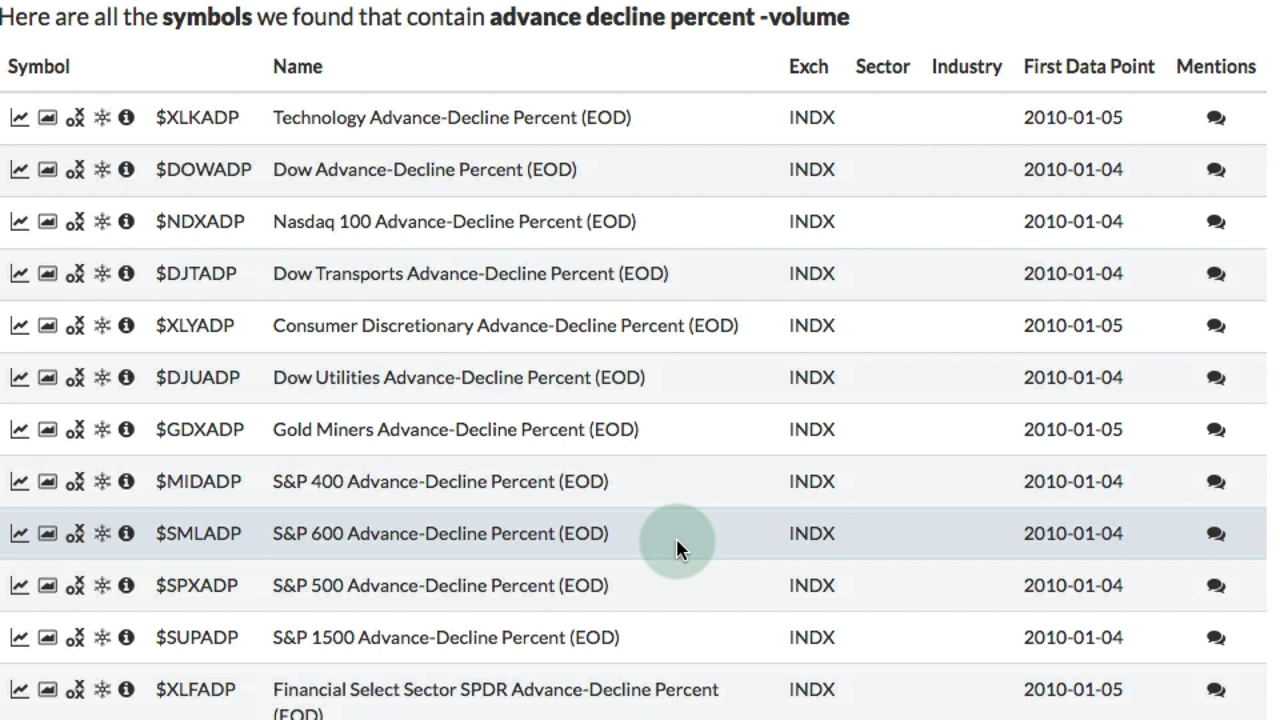 Here are all the symbols we found that contain advance decline percent -volume
Symbol Name Exch Sector Industry First Data Point Mentions
$XLKADP Technology Advance-Decline Percent (EOD) INDX 2010-01-05
$DOWADP Dow Advance-Decline Percent (EOD) INDX 2010-01-04
$NDXADP Nasdaq 100 Advance-Decline Percent (EOD) INDX 2010-01-04
$DJTADP Dow Transports Advance-Decline Percent (EOD) INDX 2010-01-04
$XLYADP Consumer Discretionary Advance-Decline Percent (EOD) INDX 2010-01-05
$DJUADP Dow Utilities Advance-Decline Percent (EOD) INDX 2010-01-04
$GDXADP Gold Miners Advance-Decline Percent (EOD) INDX 2010-01-05
$MIDADP S&P 400 Advance-Decline Percent (EOD) INDX 2010-01-04
$SMLADP S&P 600 Advance-Decline Percent (EOD) INDX 2010-01-04
$SPXADP S&P 500 Advance-Decline Percent (EOD) INDX 2010-01-04
$SUPADP S&P 1500 Advance-Decline Percent (EOD) INDX 2010-01-04
$XLFADP Financial Select Sector SPDR Advance-Decline Percent INDX 2010-01-05
(EOD)